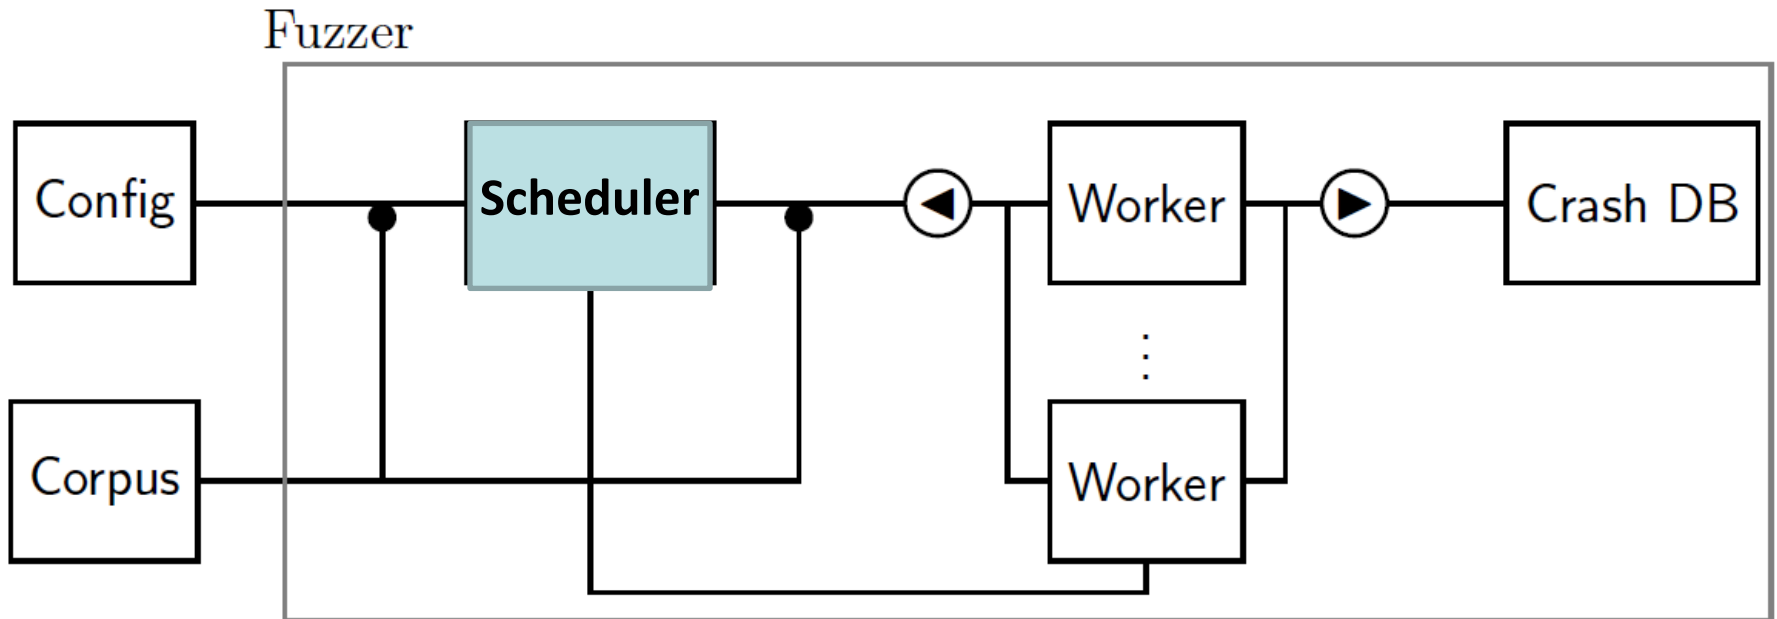 Fuzzer
Config
Scheduler
Worker
Crash DB
⋮
Corpus
Worker